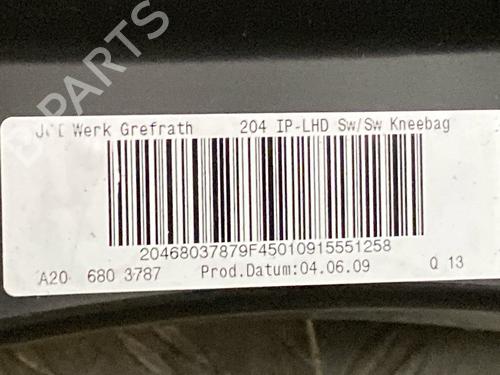 PARTS
Werk Grefrath 204 IP-LHD Sw/Sw Kneebag
20468037879F45010915551258
A20 680 3787 Prod.Datum:04.06.09 Q 13